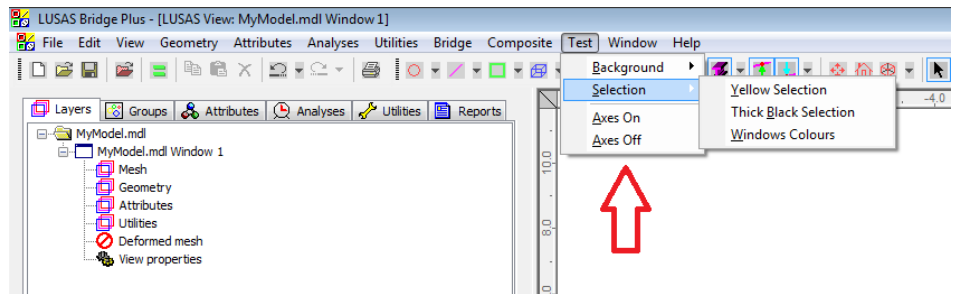 LUSAS Bridge Plus - [LUSAS View: MyModel.mdl Window 1]
File Edit View Geometry Attributes Analyses Utilities Bridge Composite Test Window Help
Background
Selection
Axes On
Axes Off
Yellow Selection
Thick Black Selection
Windows Colours
Layers Groups Attributes Analyses Utilities Reports
MyModel.mdl
MyModel.mdl Window 1
Mesh
Geometry
Attributes
Utilities
Deformed mesh
View properties
-4.0
10.0
8.0